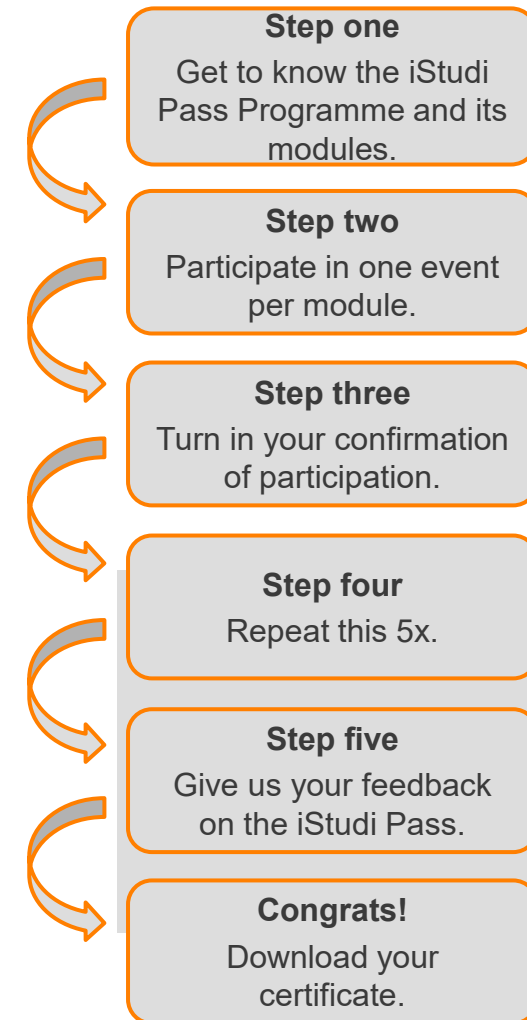 Step one
Get to know the iStudi
Pass Programme and its
modules.
Step two
Participate in one event
per module.
Step three
Turn in your confirmation
of participation.
Step four
Repeat this 5x.
Step five
Give us your feedback
on the iStudi Pass.
Congrats!
Download your
certificate.